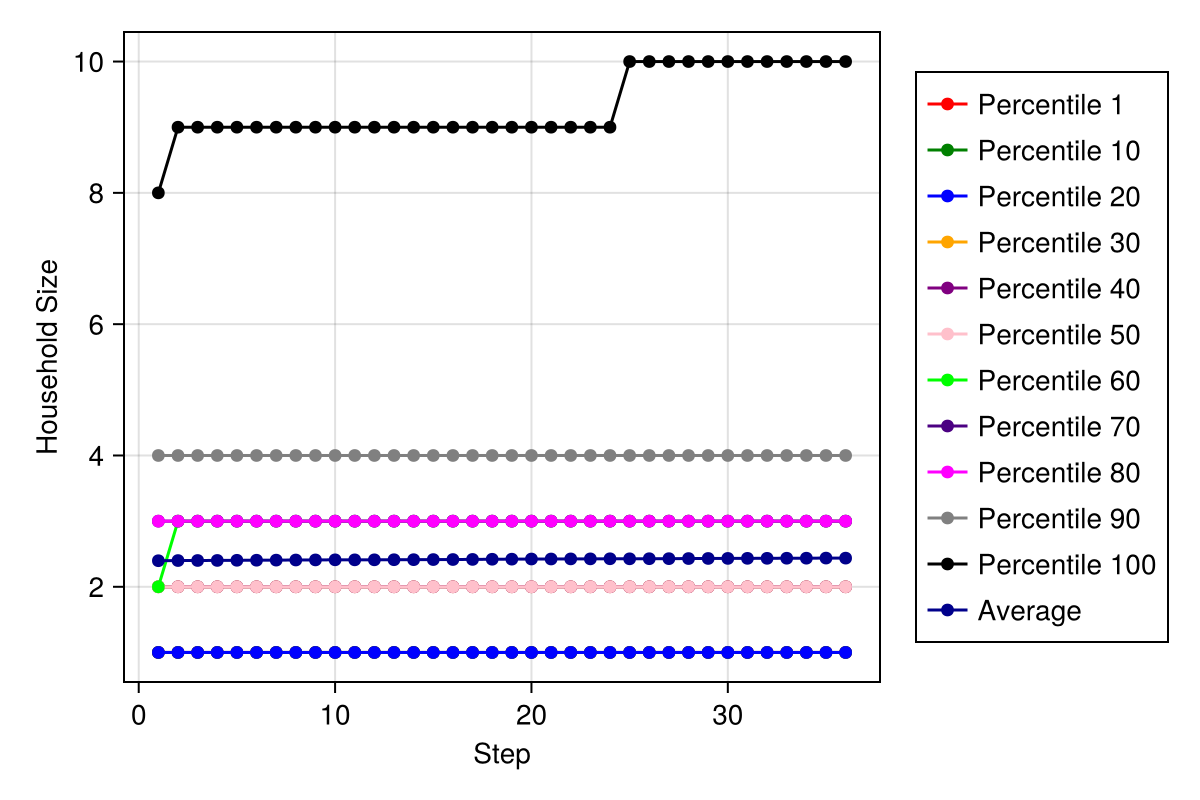 10
8
6
4
2
Household Size
0 10 20 30
Step
Percentile 1
Percentile 10
Percentile 20
Percentile 30
Percentile 40
Percentile 50
Percentile 60
Percentile 70
Percentile 80
Percentile 90
Percentile 100
Average